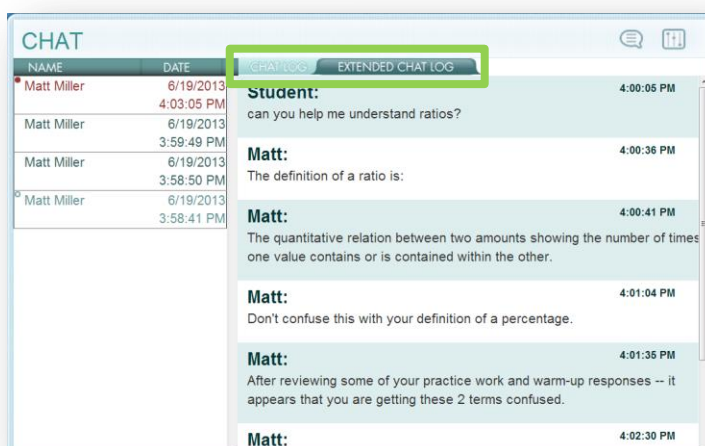 CHAT
NAME DATE
Matt Miller 6/19/2013
4:03:05 PM
Matt Miller 6/19/2013
3:59:49 PM
Matt Miller 6/19/2013
3:58:50 PM
Matt Miller 6/19/2013
3:58:41 PM
CHAT LOG EXTENDED CHAT LOG
Student: 4:00:05 PM
can you help me understand ratios?
Matt: 4:00:36 PM
The definition of a ratio is:
Matt: 4:00:41 PM
The quantitative relation between two amounts showing the number of times
one value contains or is contained within the other.
Matt: 4:01:04 PM
Don't confuse this with your definition of a percentage.
Matt: 4:01:35 PM
After reviewing some of your practice work and warm-up responses -- it
appears that you are getting these 2 terms confused.
Matt: 4:02:30 PM